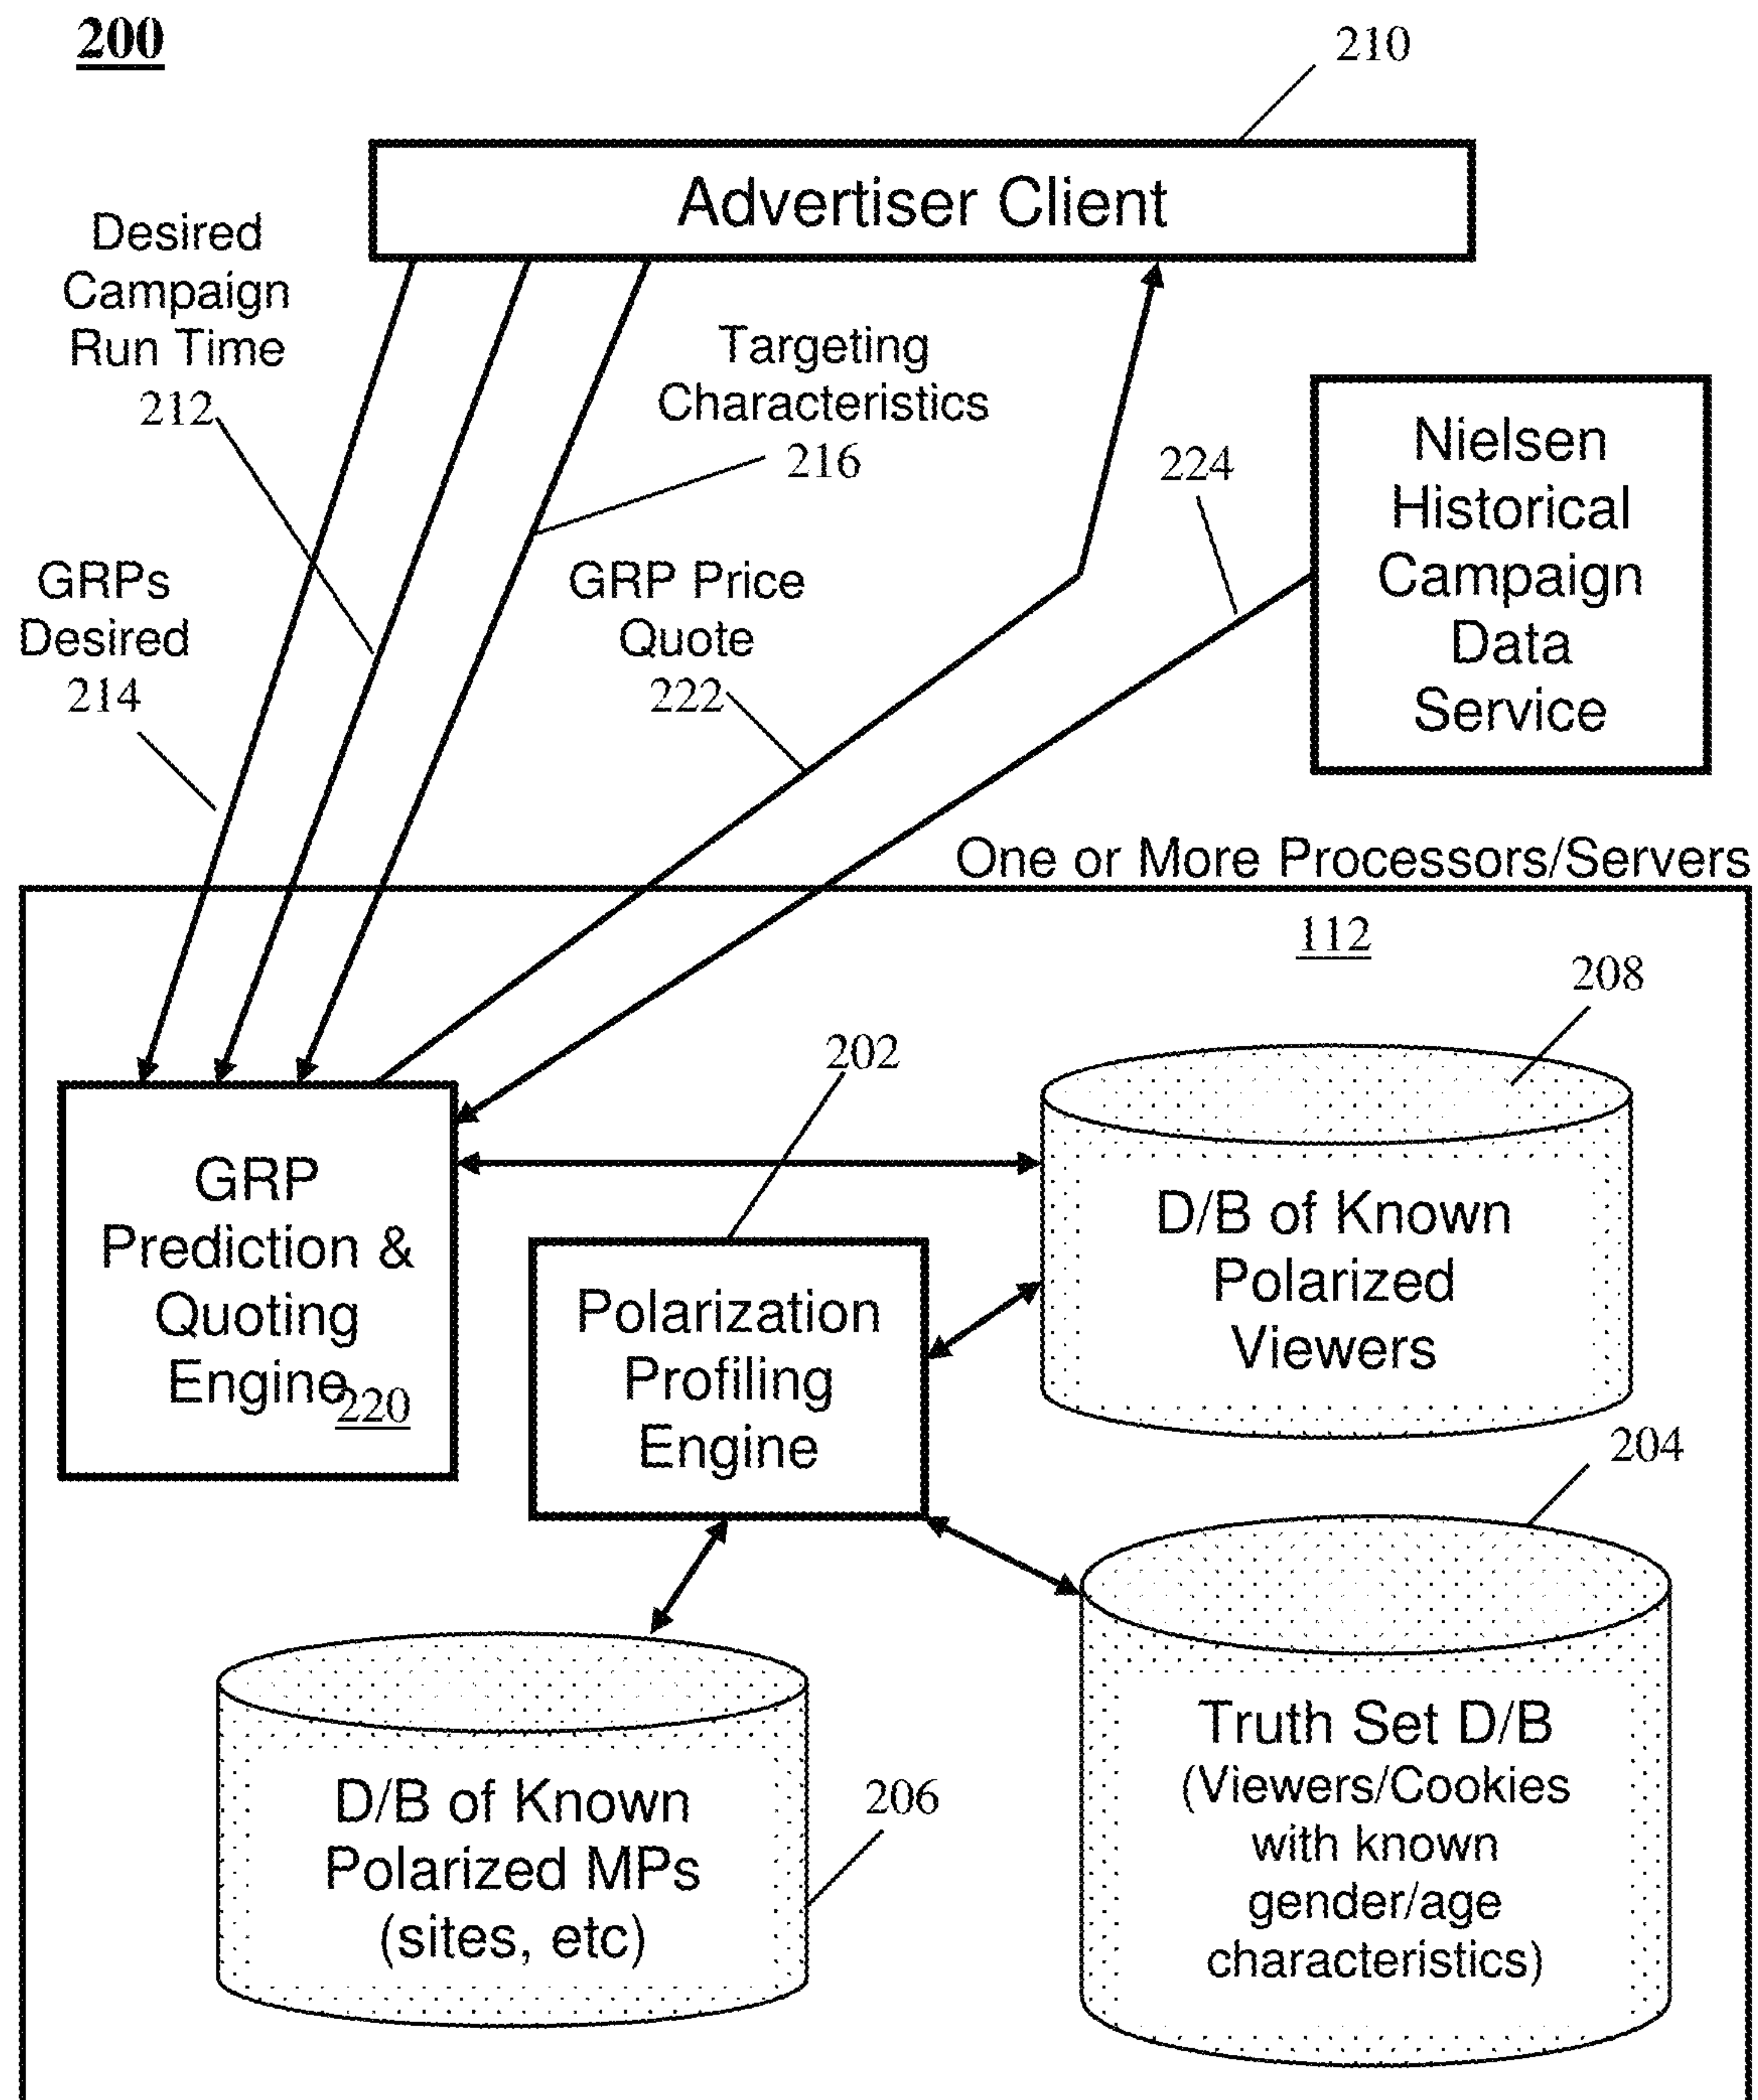 200
210
Advertiser Client
Desired
Campaign
Run Time
212
Targeting
Characteristics
216
224
Nielsen
Historical
Campaign
Data
Service
GRPs
Desired
214
GRP Price
Quote
222
One or More Processors/Servers
112
208
202
GRP
Prediction &
Quoting
Engine
220
D/B of Known
Polarized
Viewers
Polarization
Profiling
Engine
204
D/B of Known
Polarized MPs
(sites, etc)
206
Truth Set D/B
(Viewers/Cookies
with known
gender/age
characteristics)